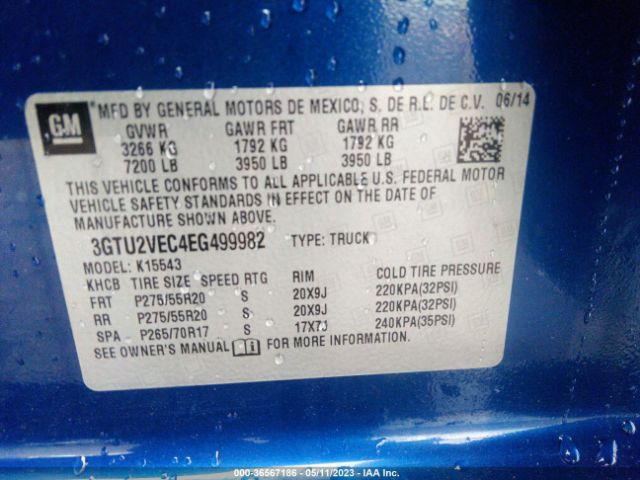 GM
*MFD BY GENERAL MOTORS DE MEXICO, S. DE R.L. DE C.V. 06/14
GVWR GAWR FRT GAWR RR
3266 KG 1792 KG 1792 KG
7200 LB 3950 LB 3950 LB
THIS VEHICLE CONFORMS TO ALL APPLICABLE U.S. FEDERAL MOTOR
VEHICLE SAFETY STANDARDS IN EFFECT ON THE DATE OF
MANUFACTURE SHOWN ABOVE.
3GTU2VEC4EG499982 TYPE: TRUCK
MODEL: K15543
KHCB TIRE SIZE SPEED RTG RIM COLD TIRE PRESSURE
FRT P275/55R20 S 20X9J 220KPA(32PSI)
RR P275/55R20 S 20X9J 220KPA(32PSI)
SPA P265/70R17 S 17X7J 240KPA(35PSI)
SEE OWNER'S MANUAL FOR MORE INFORMATION.
000-36567186 - 05/11/2023 - IAA Inc.